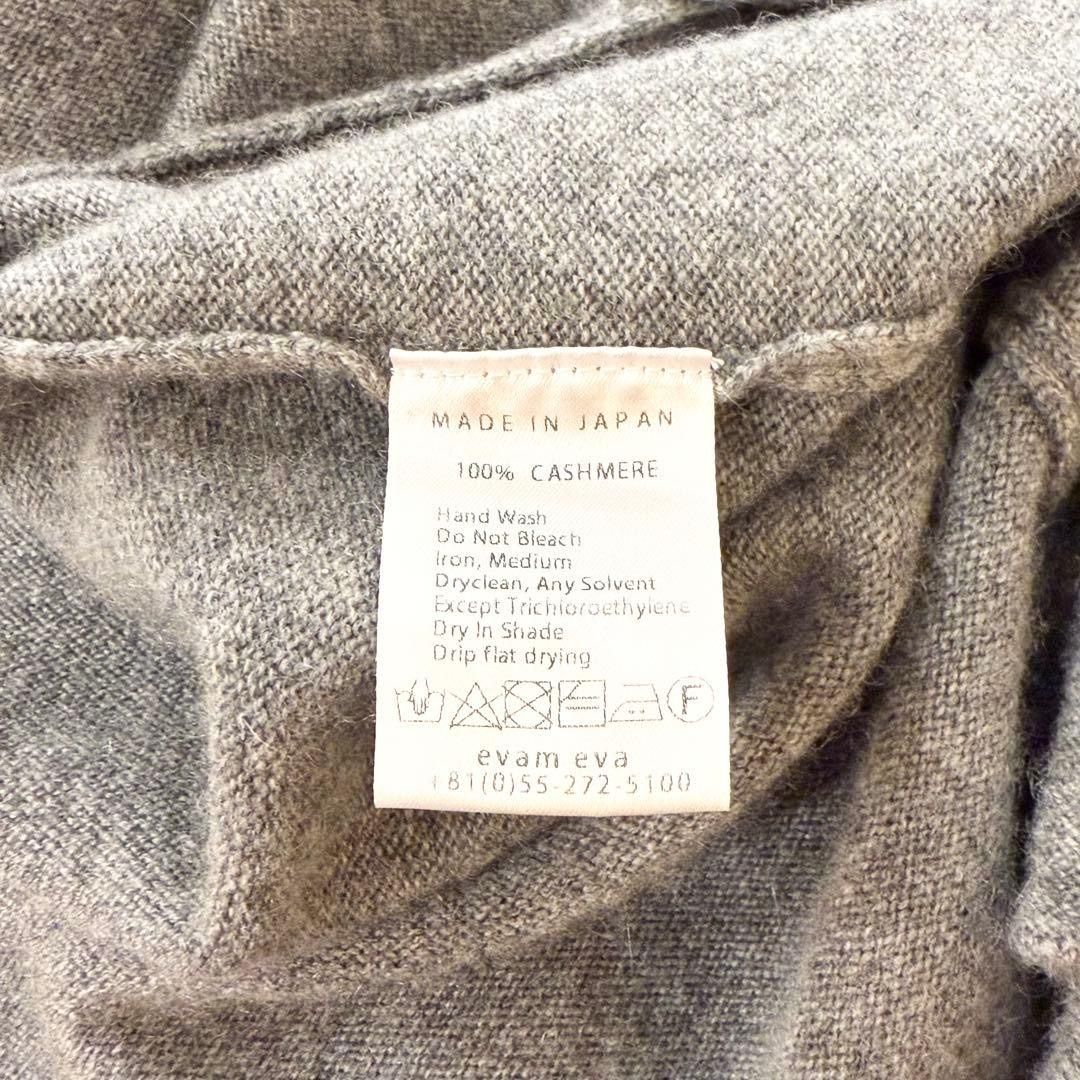 MADE IN JAPAN
100% CASHMERE
Hand Wash
Do Not Bleach
Iron, Medium
Dryclean, Any Solvent
Except Trichloroethylene
Dry In Shade
Drip flat drying
F
evam eva
+81(0)55-272-5100